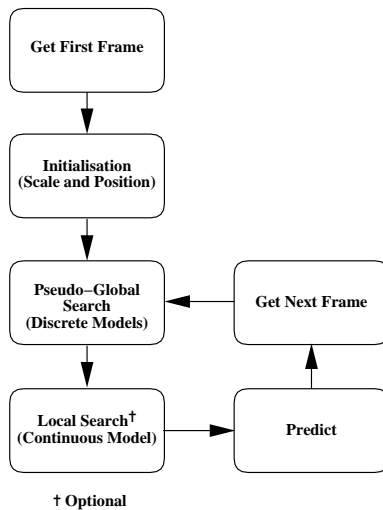 Get First Frame
Initialisation
(Scale and Position)
Pseudo−Global
Search
(Discrete Models)
Get Next Frame
Local Search†
(Continuous Model)
Predict
† Optional